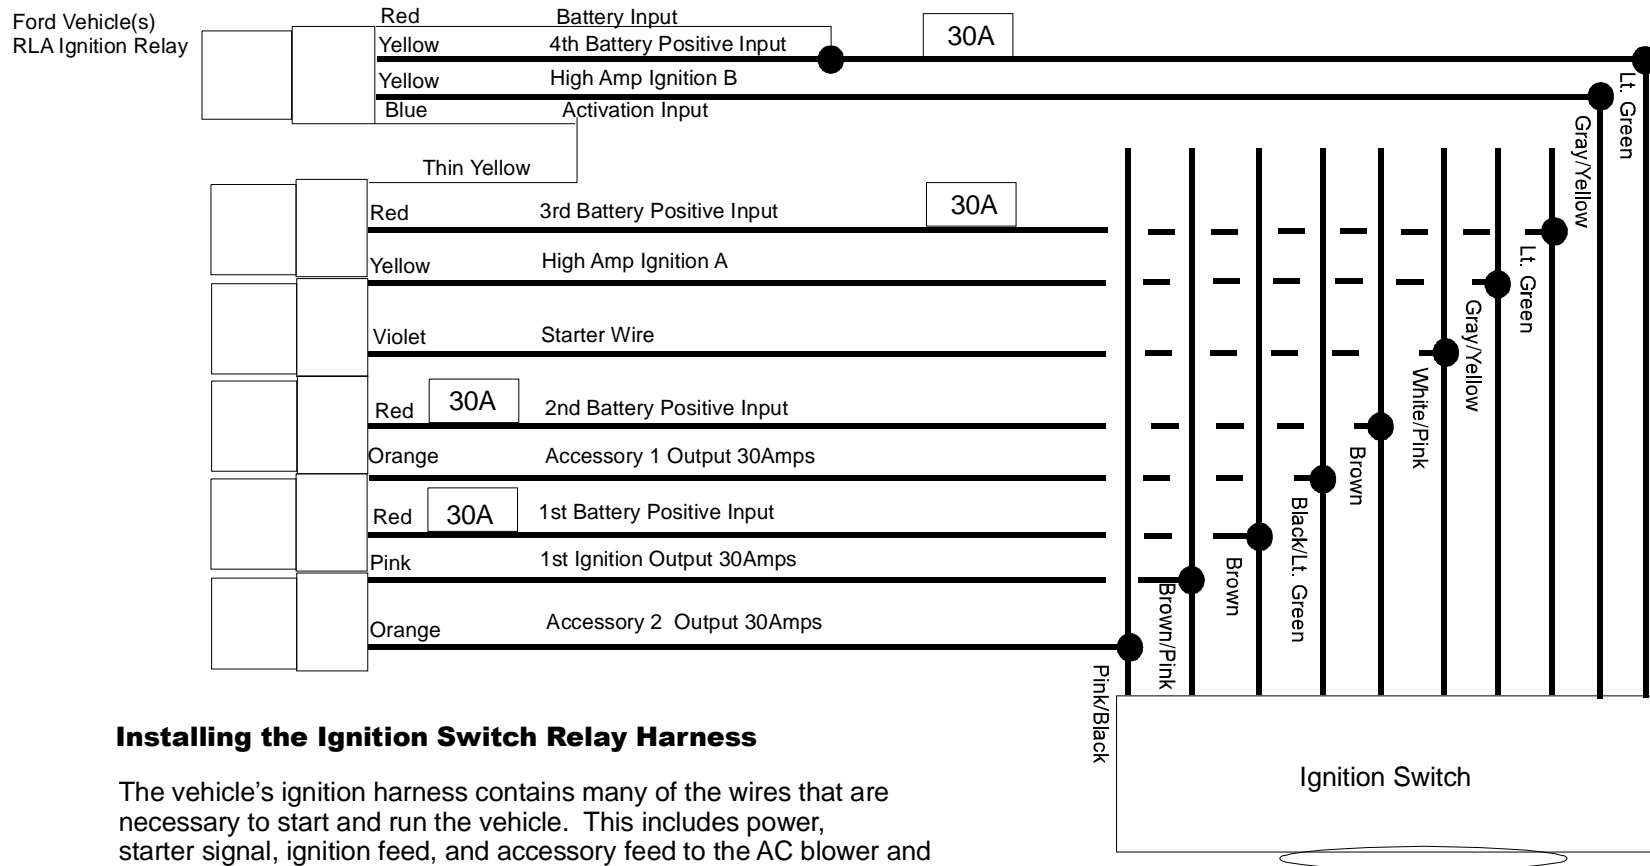 Ford Vehicle(s)
RLA Ignition Relay
Red Battery Input
Yellow 4th Battery Positive Input 30A
Yellow High Amp Ignition B
Blue Activation Input
Thin Yellow
Red 3rd Battery Positive Input 30A
Yellow High Amp Ignition A
Violet Starter Wire
Red 30A 2nd Battery Positive Input
Orange Accessory 1 Output 30Amps
Red 30A 1st Battery Positive Input
Pink 1st Ignition Output 30Amps
Orange Accessory 2 Output 30Amps
Pink/Black
Brown/Pink
Brown
Black/Lt. Green
Brown
White/Pink
Gray/Yellow
Lt. Green
Gray/Yellow
Lt. Green
Ignition Switch
Installing the Ignition Switch Relay Harness
The vehicle’s ignition harness contains many of the wires that are
necessary to start and run the vehicle. This includes power,
starter signal, ignition feed, and accessory feed to the AC blower and